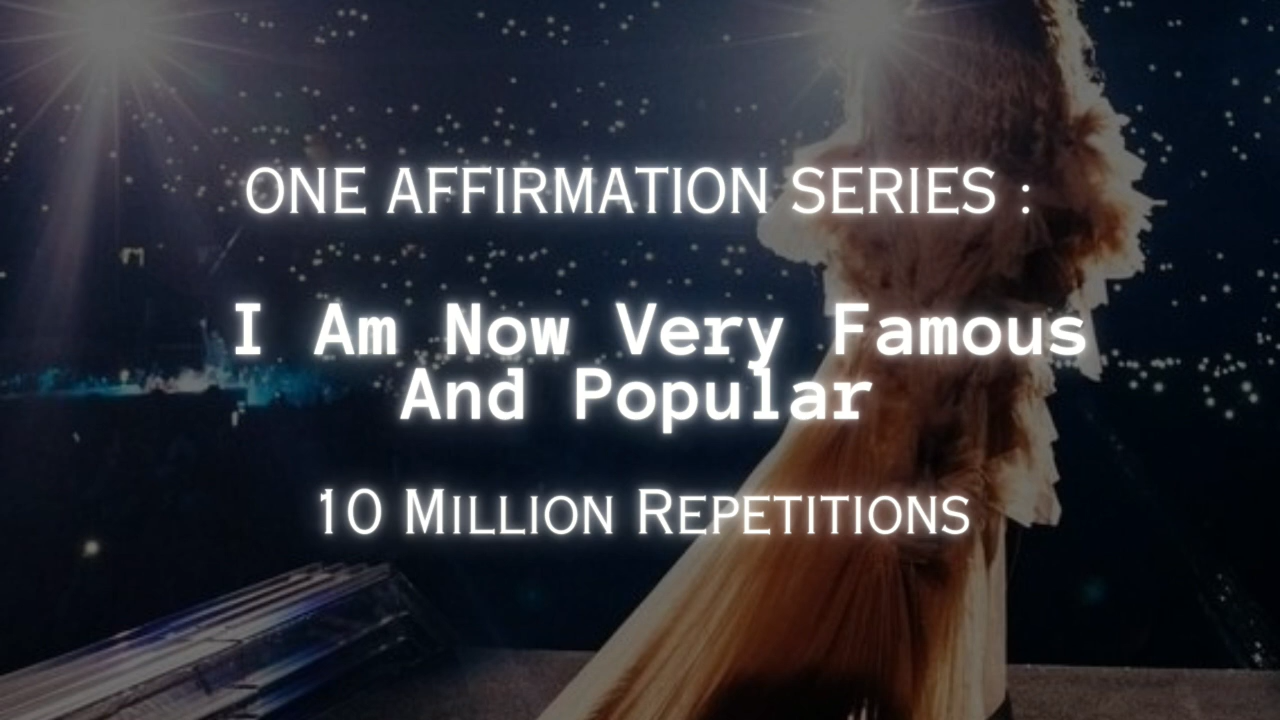 ONE AFFIRMATION SERIES :
I Am Now Very Famous
And Popular
10 MILLION REPETITIONS